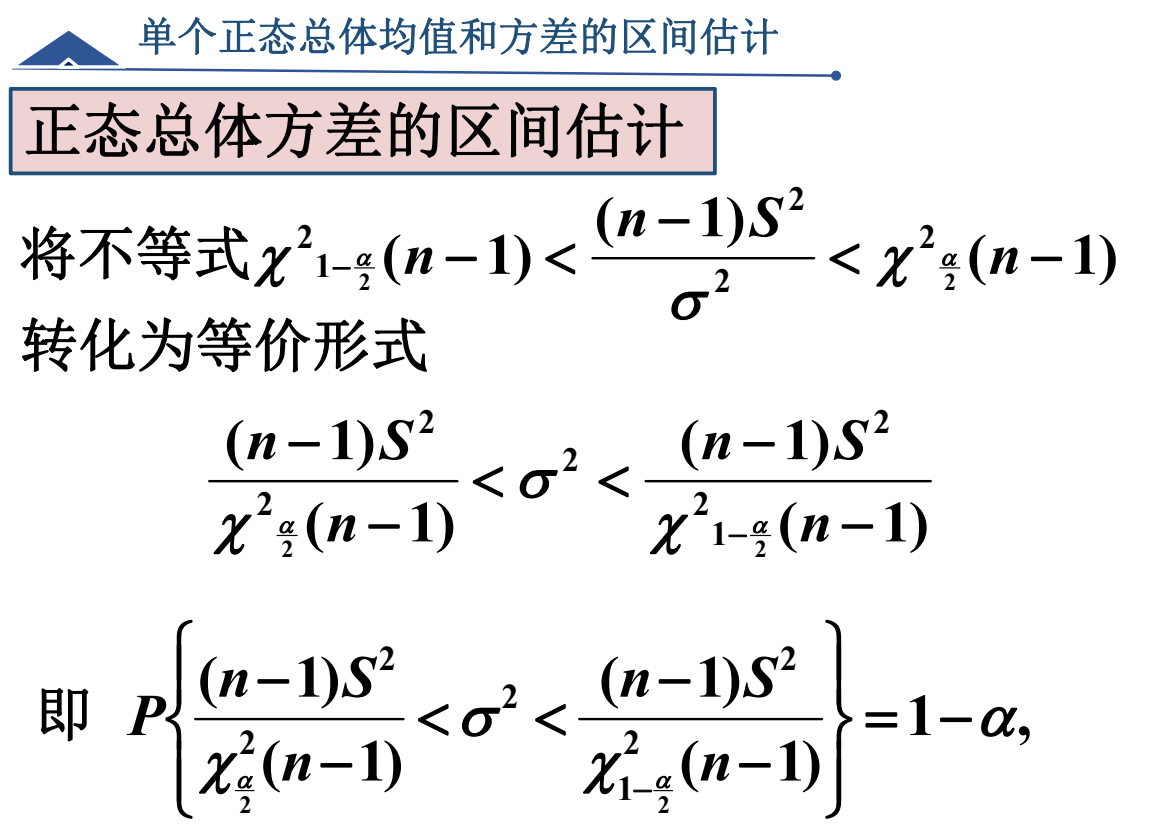 单个正态总体均值和方差的区间估计
正态总体方差的区间估计
将不等式 $\chi^2{}_{1-\frac{\alpha}{2}}(n-1) < \frac{(n-1)S^2}{\sigma^2} < \chi^2{}_{\frac{\alpha}{2}}(n-1)$
转化为等价形式
$\frac{(n-1)S^2}{\chi^2{}_{\frac{\alpha}{2}}(n-1)} < \sigma^2 < \frac{(n-1)S^2}{\chi^2{}_{1-\frac{\alpha}{2}}(n-1)}$
即 $P\left\{\frac{(n-1)S^2}{\chi^2_{\frac{\alpha}{2}}(n-1)} < \sigma^2 < \frac{(n-1)S^2}{\chi^2_{1-\frac{\alpha}{2}}(n-1)}\right\} = 1-\alpha,$